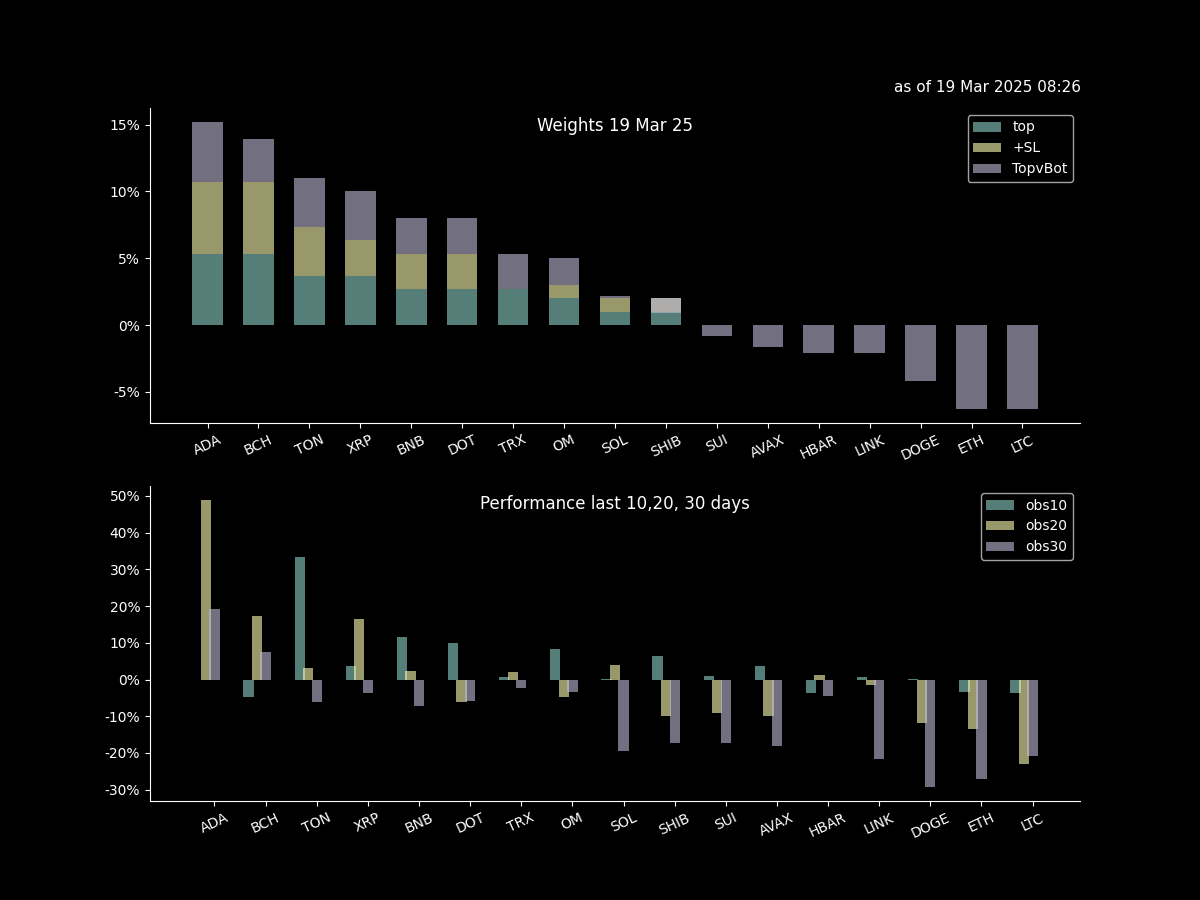 as of 19 Mar 2025 08:26
Weights 19 Mar 25
top
+SL
TopvBot
15%
10%
5%
0%
-5%
ADA BCH TON XRP BNB DOT TRX OM SOL SHIB SUI AVAX HBAR LINK DOGE ETH LTC
Performance last 10,20, 30 days
obs10
obs20
obs30
50%
40%
30%
20%
10%
0%
-10%
-20%
-30%
ADA BCH TON XRP BNB DOT TRX OM SOL SHIB SUI AVAX HBAR LINK DOGE ETH LTC